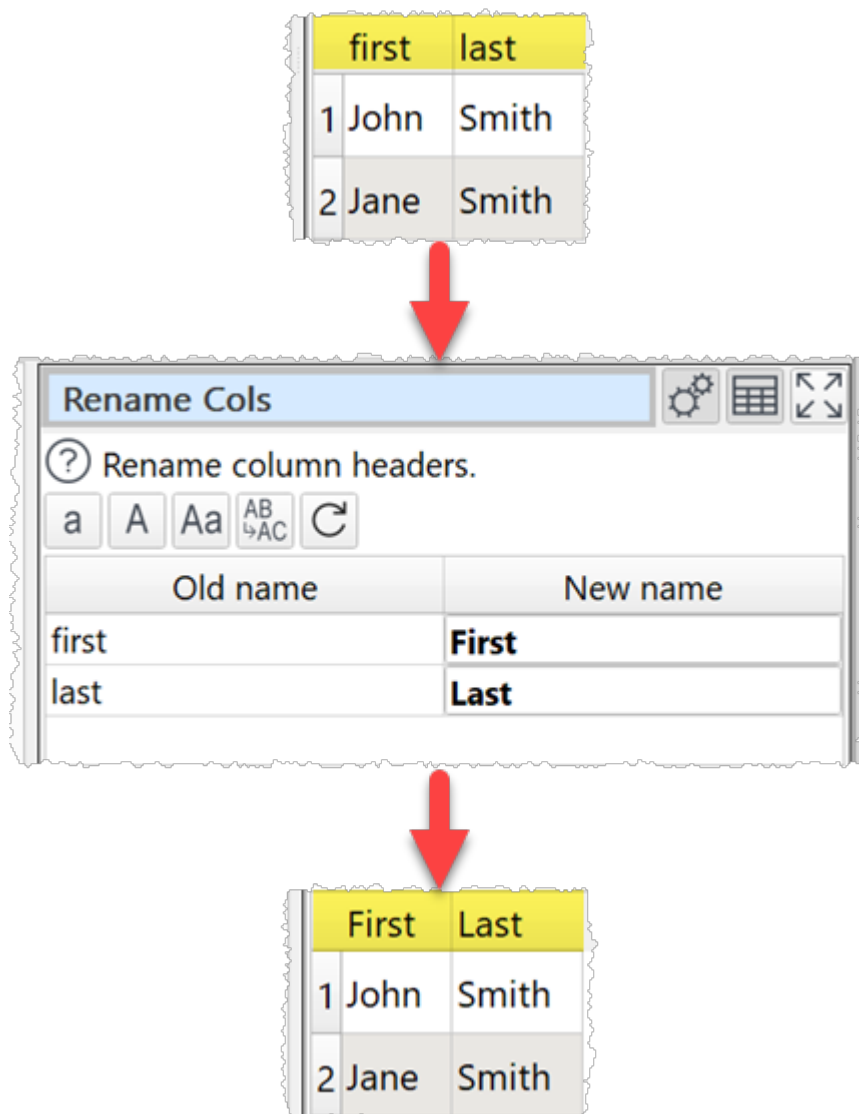 first last
1 John Smith
2 Jane Smith
Rename Cols
? Rename column headers.
a A Aa AB
↳AC
Old name New name
first First
last Last
First Last
1 John Smith
2 Jane Smith